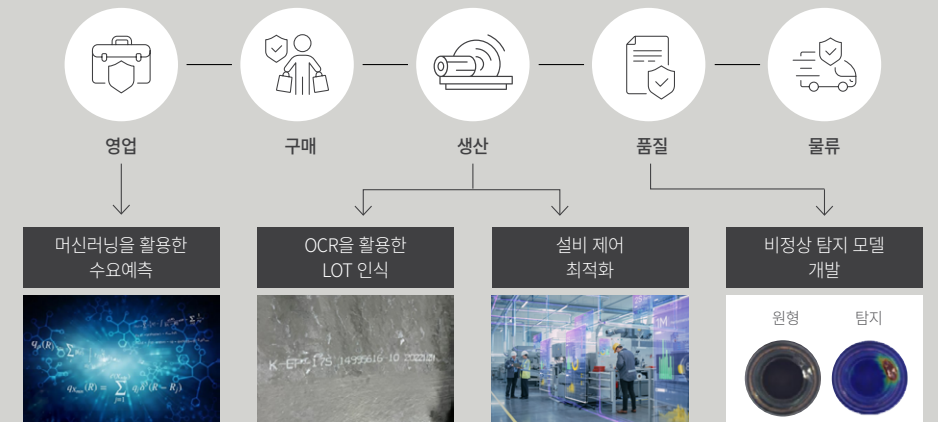 영업
구매
생산
품질
물류
머신러닝을 활용한
수요예측
OCR을 활용한
LOT 인식
설비 제어
최적화
비정상 탐지 모델
개발
원형
탐지